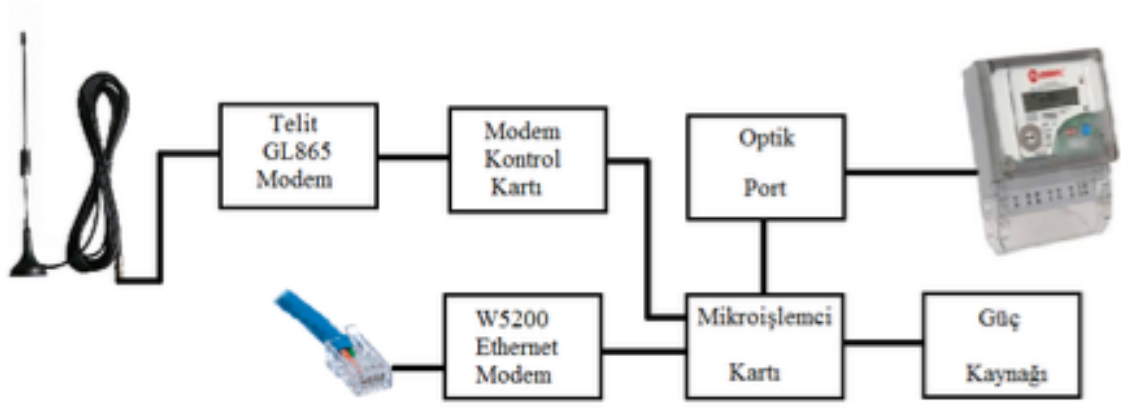 Telit
GL865
Modem
Modem
Kontrol
Kartı
Optik
Port
W5200
Ethernet
Modem
Mikroişlemci
Kartı
Güç
Kaynağı